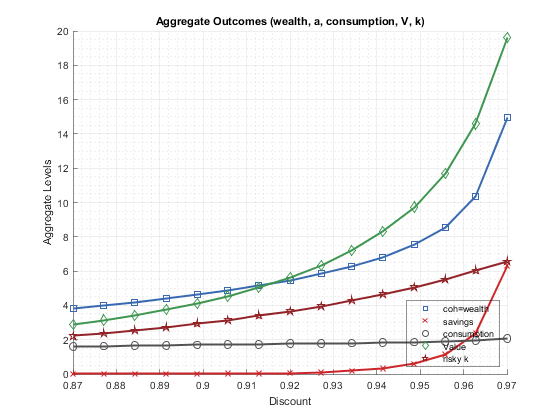 Aggregate Outcomes (wealth, a, consumption, V, k)
20
18
16
14
12
10
8
6
4
2
0
Aggregate Levels
coh=wealth
savings
consumption
Value
risky k
0.87 0.88 0.89 0.9 0.91 0.92 0.93 0.94 0.95 0.96 0.97
Discount